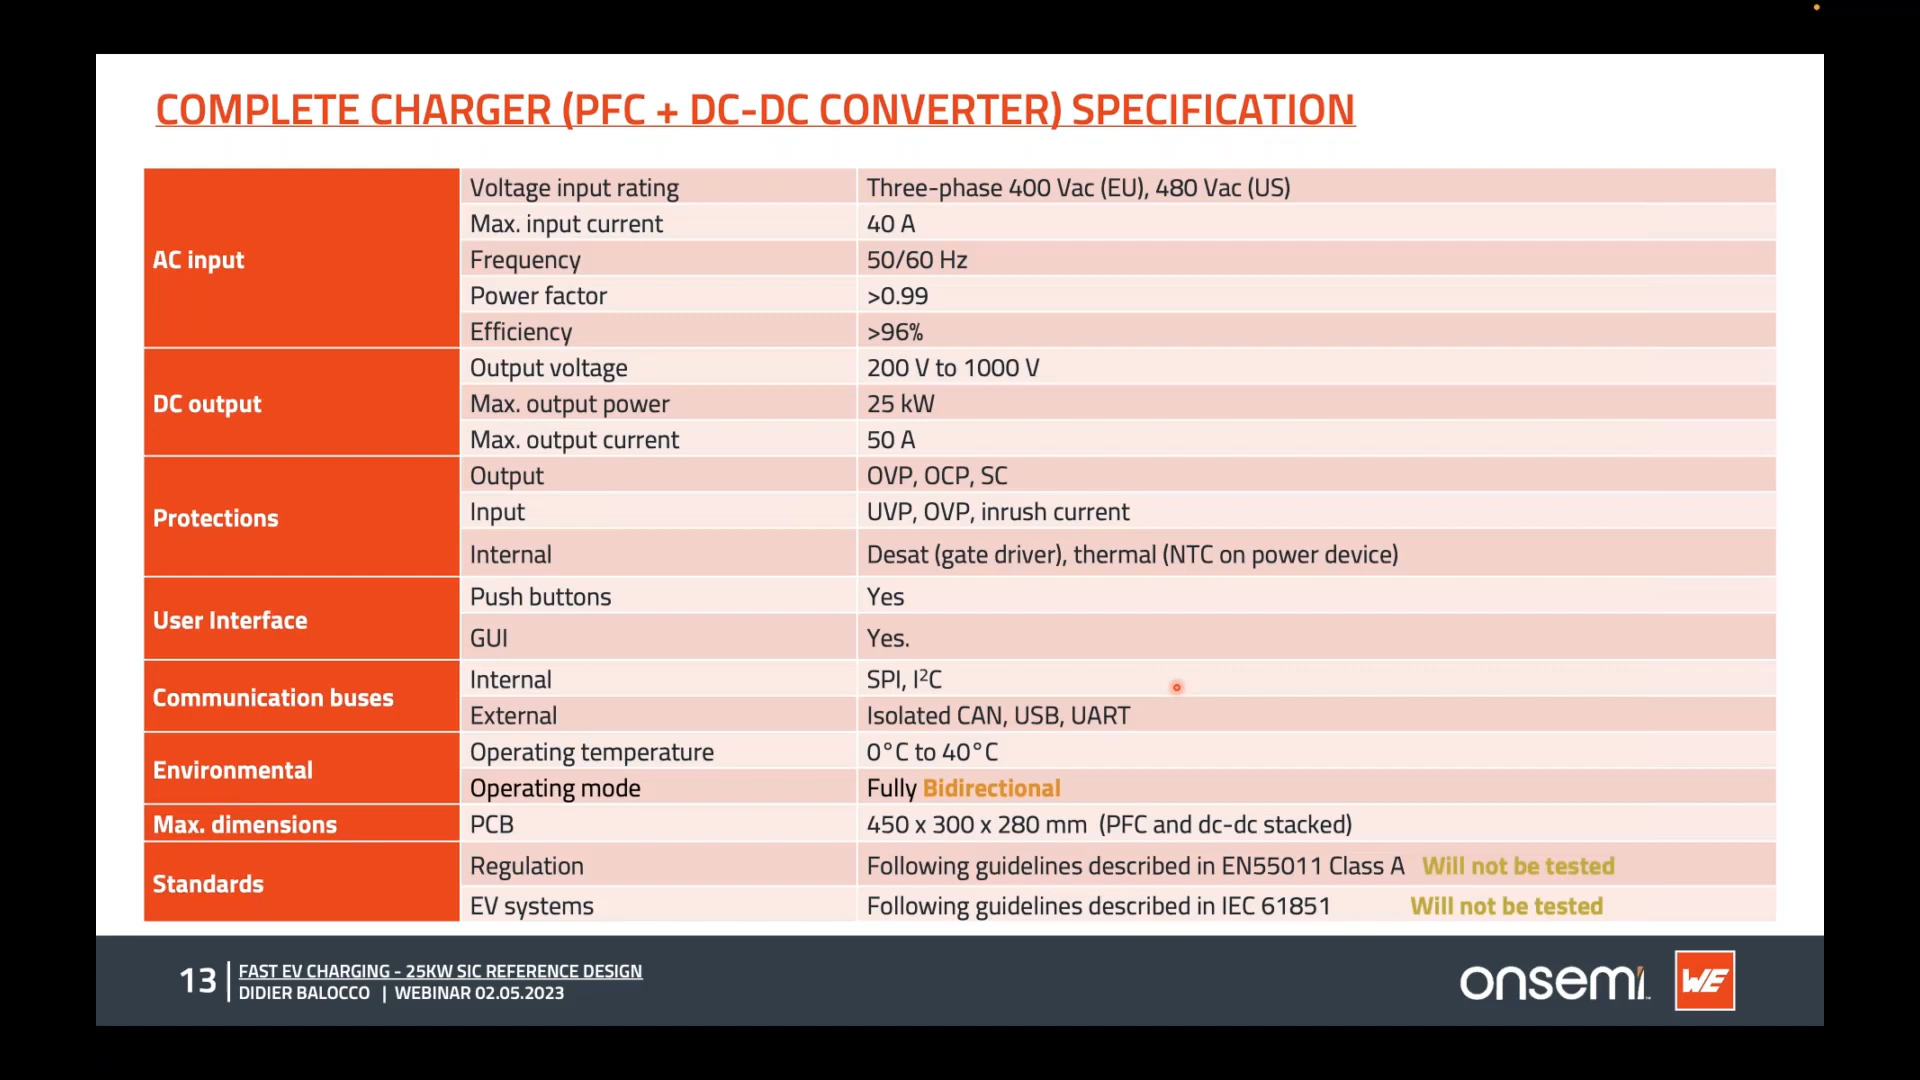 COMPLETE CHARGER (PFC + DC-DC CONVERTER) SPECIFICATION
AC input
Voltage input rating
Three-phase 400 Vac (EU), 480 Vac (US)
Max. input current
40 A
Frequency
50/60 Hz
Power factor
>0.99
Efficiency
>96%
DC output
Output voltage
200 V to 1000 V
Max. output power
25 kW
Max. output current
50 A
Protections
Output
OVP, OCP, SC
Input
UVP, OVP, inrush current
Internal
Desat (gate driver), thermal (NTC on power device)
User Interface
Push buttons
Yes
GUI
Yes.
Communication buses
Internal
SPI, I²C
External
Isolated CAN, USB, UART
Environmental
Operating temperature
0°C to 40°C
Operating mode
Fully Bidirectional
Max. dimensions
PCB
450 x 300 x 280 mm (PFC and dc-dc stacked)
Standards
Regulation
Following guidelines described in EN55011 Class A Will not be tested
EV systems
Following guidelines described in IEC 61851 Will not be tested
13
FAST EV CHARGING - 25KW SIC REFERENCE DESIGN
DIDIER BALOCCO | WEBINAR 02.05.2023
onsemi
WE